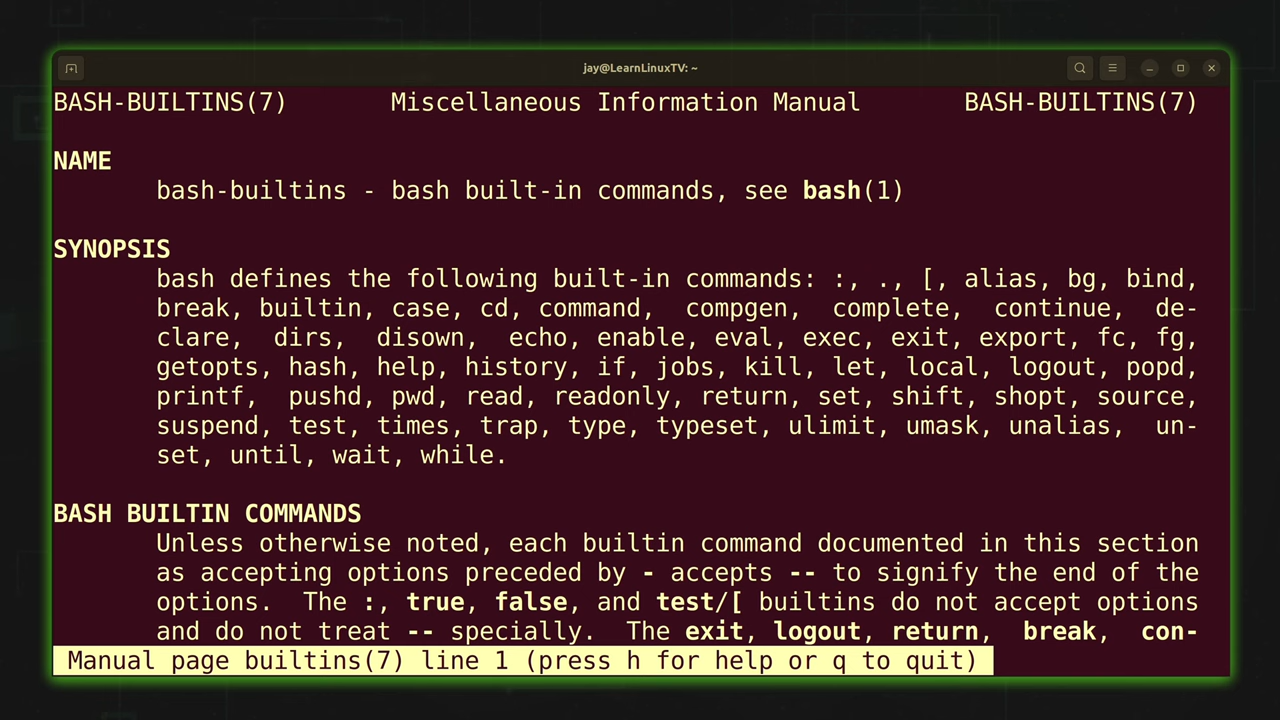 jay@LearnLinuxTV: ~
BASH-BUILTINS(7) Miscellaneous Information Manual BASH-BUILTINS(7)
NAME
bash-builtins - bash built-in commands, see bash(1)
SYNOPSIS
bash defines the following built-in commands: :, ., [, alias, bg, bind,
break, builtin, case, cd, command, compgen, complete, continue, de-
clare, dirs, disown, echo, enable, eval, exec, exit, export, fc, fg,
getopts, hash, help, history, if, jobs, kill, let, local, logout, popd,
printf, pushd, pwd, read, readonly, return, set, shift, shopt, source,
suspend, test, times, trap, type, typeset, ulimit, umask, unalias, un-
set, until, wait, while.
BASH BUILTIN COMMANDS
Unless otherwise noted, each builtin command documented in this section
as accepting options preceded by - accepts -- to signify the end of the
options. The :, true, false, and test/[ builtins do not accept options
and do not treat -- specially. The exit, logout, return, break, con-
Manual page builtins(7) line 1 (press h for help or q to quit)